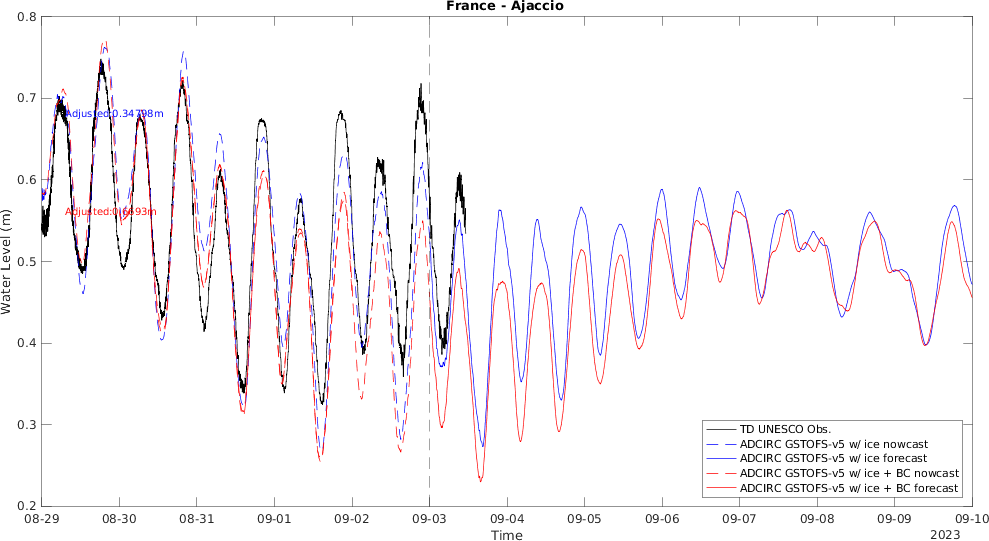 France - Ajaccio
0.8
0.7
0.6
0.5
0.4
0.3
0.2
Water Level (m)
Adjusted:0.34798m
TD UNESCO Obs.
ADCIRC GSTOFS-v5 w/ ice nowcast
ADCIRC GSTOFS-v5 w/ ice forecast
ADCIRC GSTOFS-v5 w/ ice + BC nowcast
ADCIRC GSTOFS-v5 w/ ice + BC forecast
08-29 08-30 08-31 09-01 09-02 09-03 09-04 09-05 09-06 09-07 09-08 09-09 09-10
Time
2023